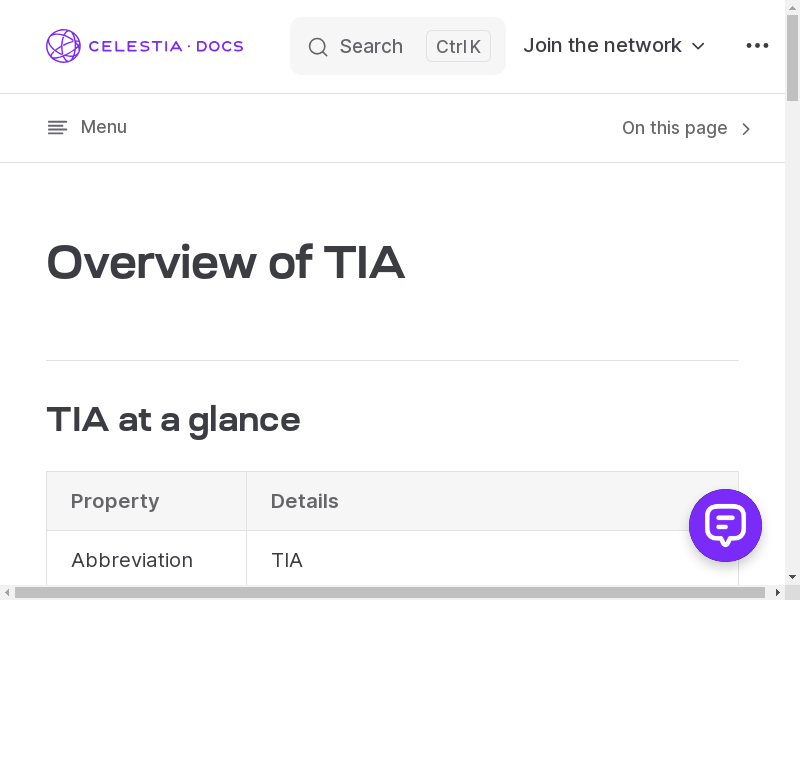 CELESTIA · DOCS
Search Ctrl K
Join the network
Menu
On this page
Overview of TIA
TIA at a glance
Property Details
Abbreviation TIA